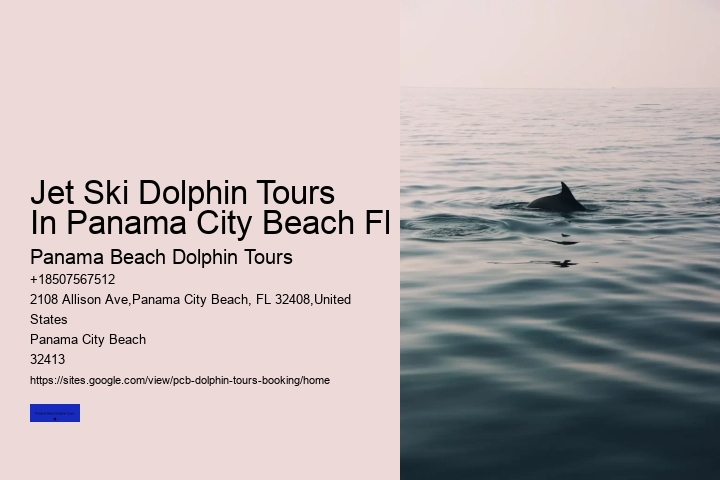 Jet Ski Dolphin Tours
In Panama City Beach Fl
Panama Beach Dolphin Tours
+18507567512
2108 Allison Ave,Panama City Beach, FL 32408,United
States
Panama City Beach
32413
https://sites.google.com/view/pcb-dolphin-tours-booking/home